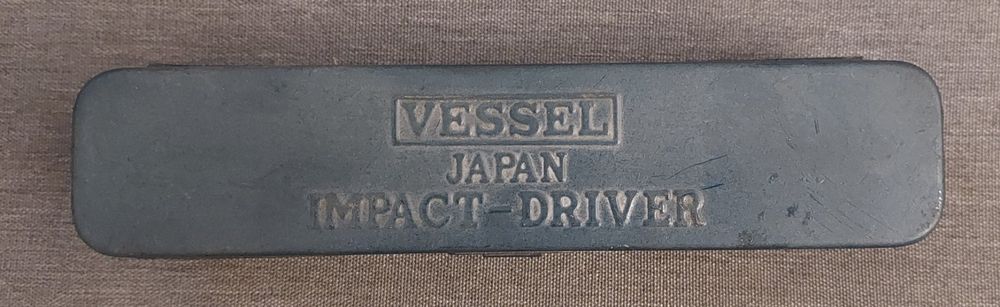 VESSEL
JAPAN
IMPACT-DRIVER